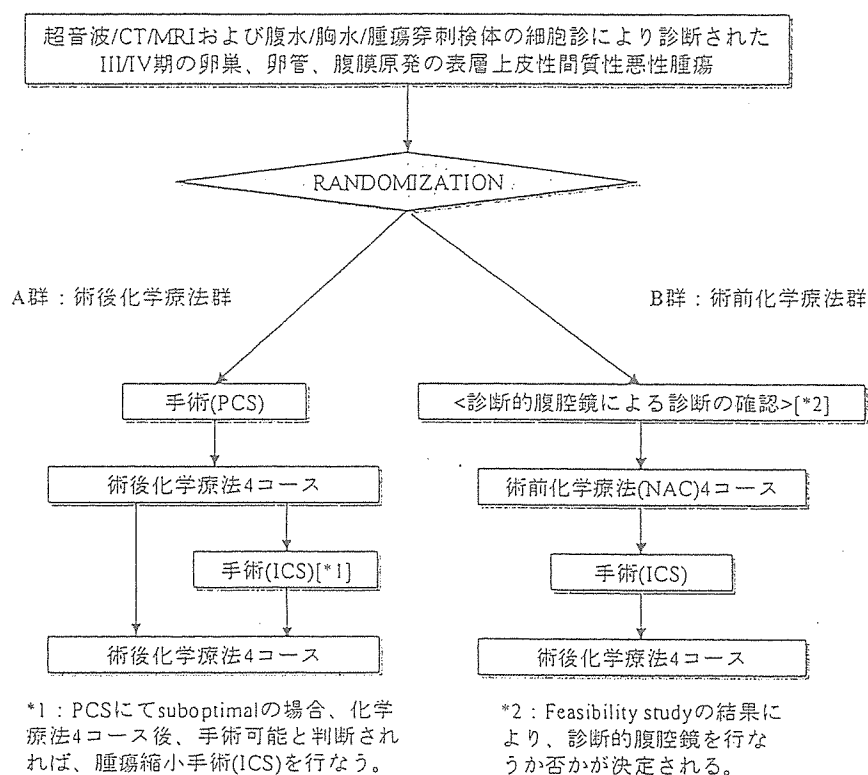 超音波/CT/MRIおよび腹水/胸水/腫瘍穿刺検体の細胞診により診断された
III/IV期の卵巣、卵管、腹膜原発の表層上皮性間質性悪性腫瘍
RANDOMIZATION
A群：術後化学療法群
B群：術前化学療法群
手術(PCS)
<診断的腹腔鏡による診断の確認>[*2]
術後化学療法4コース
術前化学療法(NAC)4コース
手術(ICS)[*1]
手術(ICS)
術後化学療法4コース
術後化学療法4コース
*1：PCSにてsuboptimalの場合、化学
療法4コース後、手術可能と判断され
れば、腫瘍縮小手術(ICS)を行なう。
*2：Feasibility studyの結果に
より、診断的腹腔鏡を行な
うか否かが決定される。